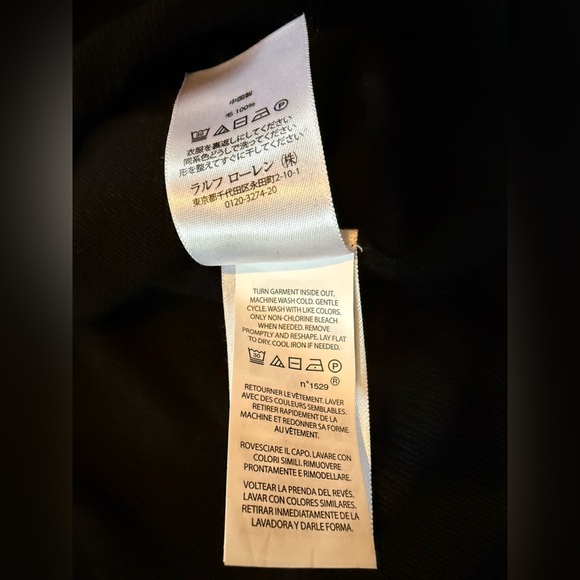 中国製
毛 100%
衣服を裏返しにしてください
同系色どうしで洗ってください
形を整えてすぐに干してください
ラルフ ローレン (株)
東京都千代田区永田町2-10-1
0120-3274-20
TURN GARMENT INSIDE OUT.
MACHINE WASH COLD. GENTLE
CYCLE. WASH WITH LIKE COLORS.
ONLY NON-CHLORINE BLEACH
WHEN NEEDED. REMOVE
PROMPTLY AND RESHAPE. LAY FLAT
TO DRY. COOL IRON IF NEEDED.
30 P
n°1529 ®
RETOURNER LE VÊTEMENT. LAVER
AVEC DES COULEURS SEMBLABLES.
RETIRER RAPIDEMENT DE LA
MACHINE ET REDONNER SA FORME
AU VÊTEMENT.
ROVESCIARE IL CAPO. LAVARE CON
COLORI SIMILI. RIMUOVERE
PRONTAMENTE E RIMODELLARE.
VOLTEAR LA PRENDA DEL REVÉS.
LAVAR CON COLORES SIMILARES.
RETIRAR INMEDIATAMENTE DE LA
LAVADORA Y DARLE FORMA.